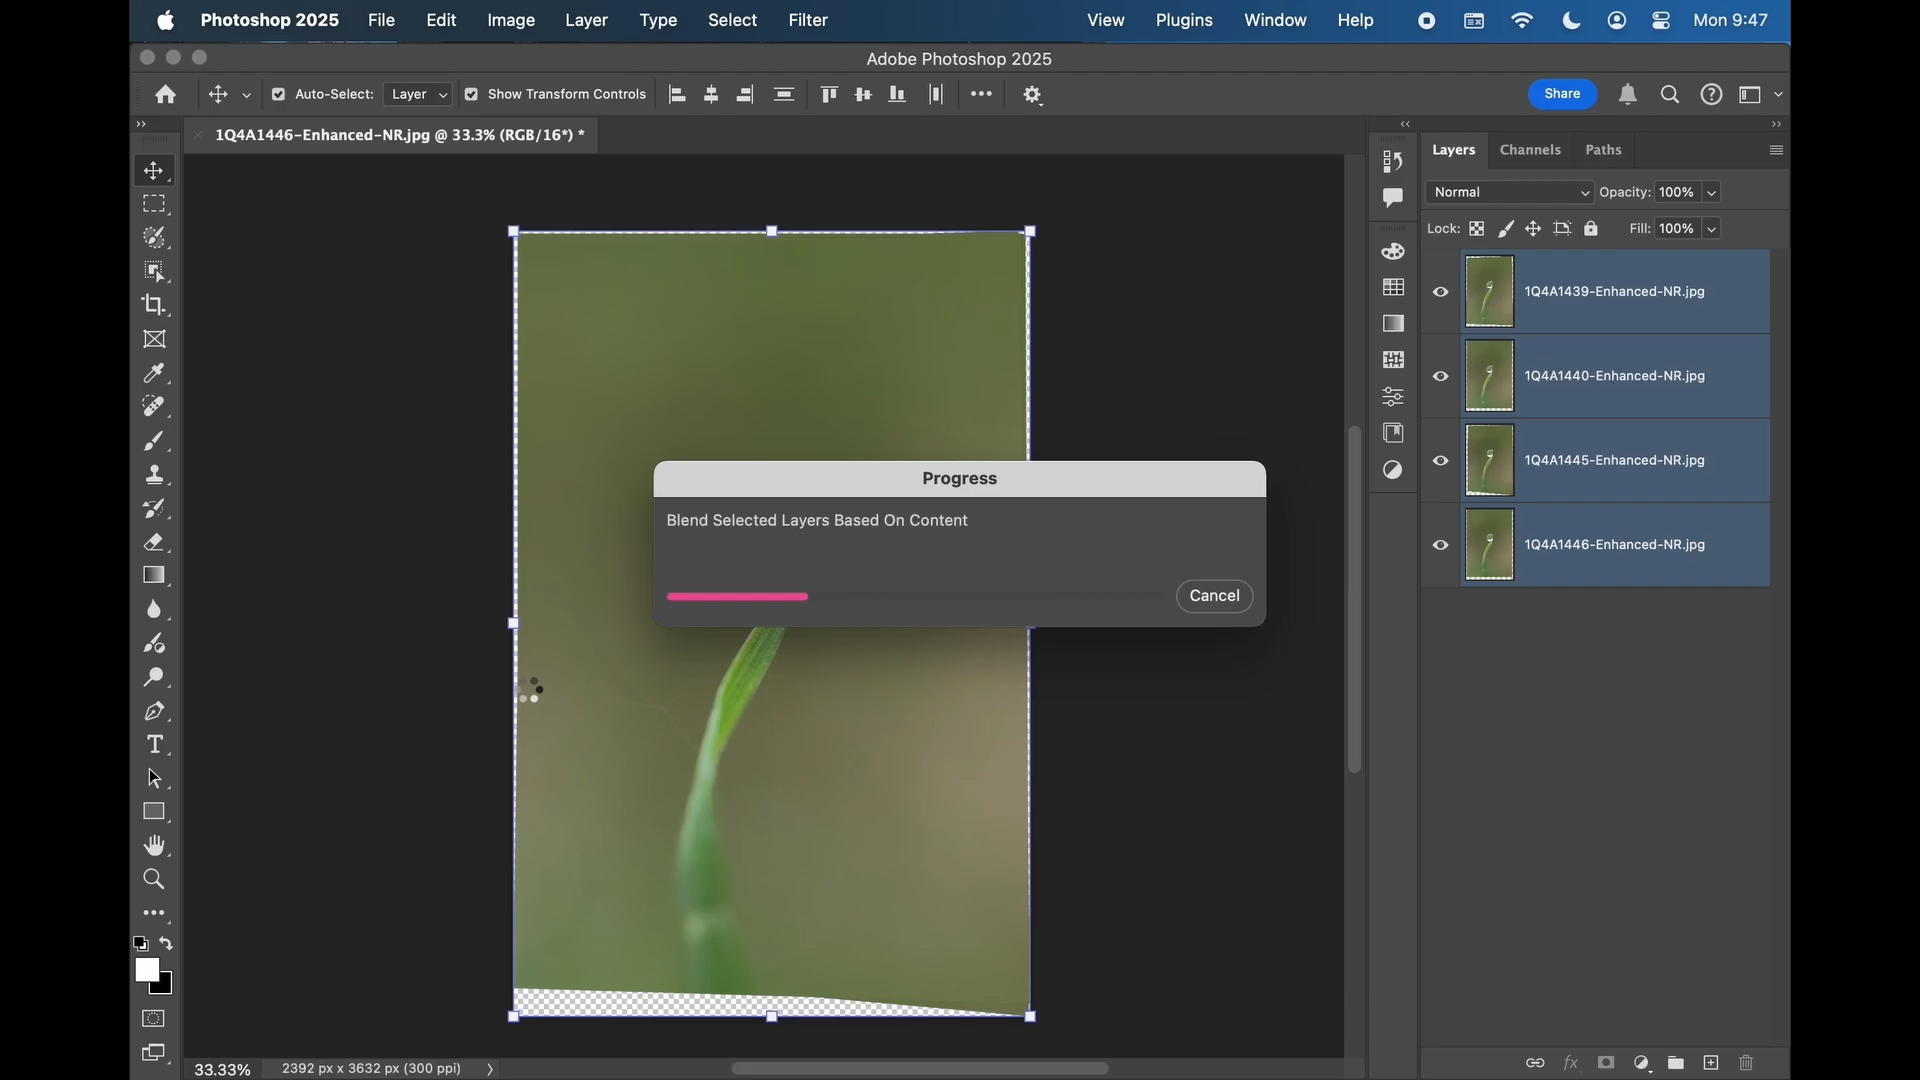 Photoshop 2025 File Edit Image Layer Type Select Filter View Plugins Window Help Mon 9:47
Adobe Photoshop 2025
Auto-Select: Layer Show Transform Controls Share
1Q4A1446-Enhanced-NR.jpg @ 33.3% (RGB/16*) *
Layers Channels Paths
Normal Opacity: 100%
Lock: Fill: 100%
1Q4A1439-Enhanced-NR.jpg
1Q4A1440-Enhanced-NR.jpg
1Q4A1445-Enhanced-NR.jpg
1Q4A1446-Enhanced-NR.jpg
Progress
Blend Selected Layers Based On Content
Cancel
33.33% 2392 px x 3632 px (300 ppi)